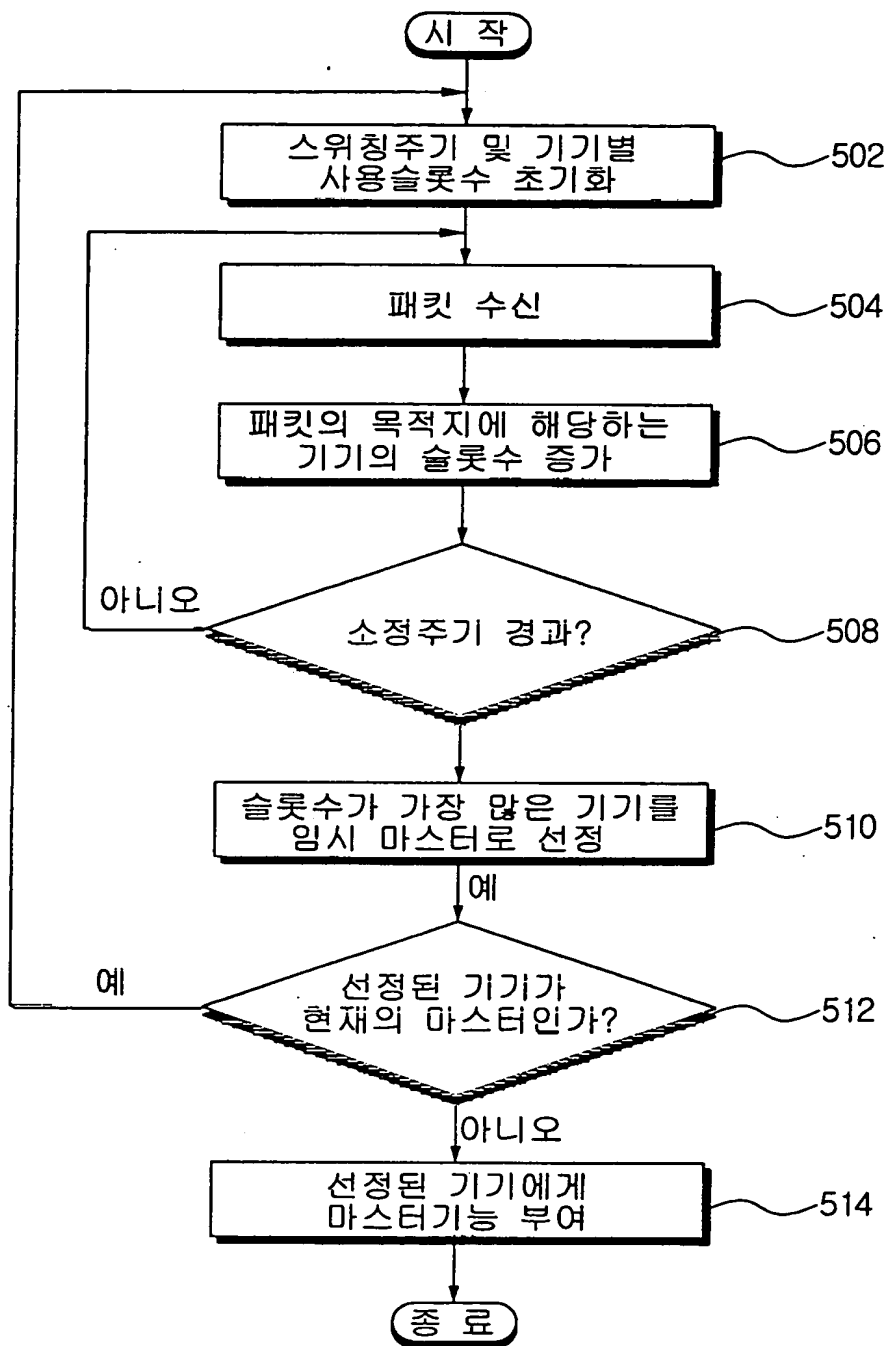 시 작
스위칭주기 및 기기별
사용슬롯수 초기화
502
패킷 수신
504
패킷의 목적지에 해당하는
기기의 슬롯수 증가
506
아니오
소정주기 경과?
508
슬롯수가 가장 많은 기기를
임시 마스터로 선정
510
예
예
선정된 기기가
현재의 마스터인가?
512
아니오
선정된 기기에게
마스터기능 부여
514
종 료